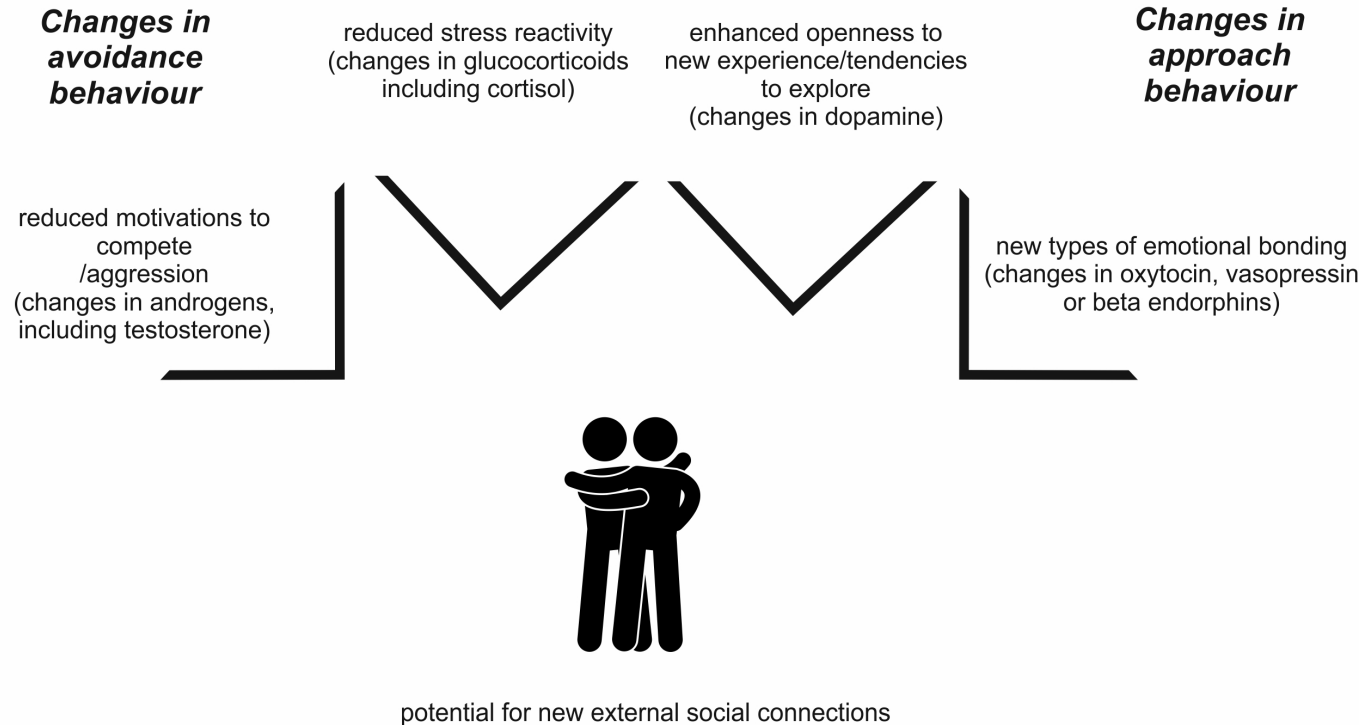 Changes in
avoidance
behaviour
reduced stress reactivity
(changes in glucocorticoids
including cortisol)
enhanced openness to
new experience/tendencies
to explore
(changes in dopamine)
Changes in
approach
behaviour
reduced motivations to
compete
/aggression
(changes in androgens,
including testosterone)
new types of emotional bonding
(changes in oxytocin, vasopressin
or beta endorphins)
potential for new external social connections